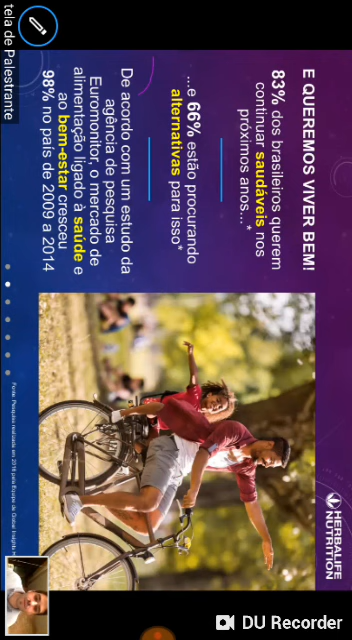 tela de Palestrante
E QUEREMOS VIVER BEM!
83% dos brasileiros querem
continuar saudáveis nos
próximos anos... *
...e 66% estão procurando
alternativas para isso*
De acordo com um estudo da
agência de pesquisa
Euromonitor, o mercado de
alimentação ligado à saúde e
ao bem-estar cresceu
98% no país de 2009 a 2014
HERBALIFE
NUTRITION
DU Recorder